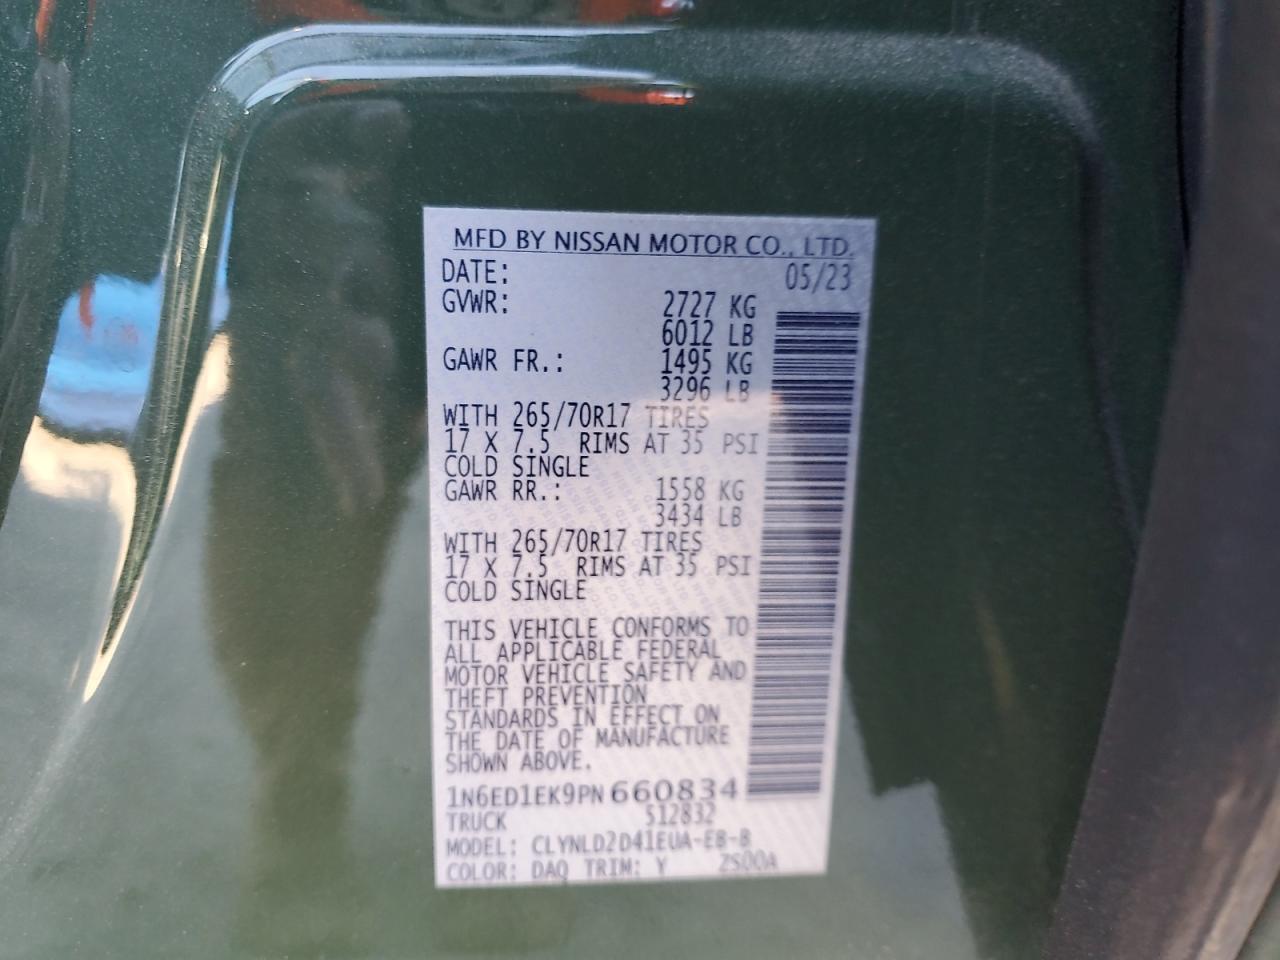 MFD BY NISSAN MOTOR CO., LTD.
DATE: 05/23
GVWR: 2727 KG
6012 LB
GAWR FR.: 1495 KG
3296 LB
WITH 265/70R17 TIRES
17 X 7.5 RIMS AT 35 PSI
COLD SINGLE
GAWR RR.: 1558 KG
3434 LB
WITH 265/70R17 TIRES
17 X 7.5 RIMS AT 35 PSI
COLD SINGLE
THIS VEHICLE CONFORMS TO
ALL APPLICABLE FEDERAL
MOTOR VEHICLE SAFETY AND
THEFT PREVENTION
STANDARDS IN EFFECT ON
THE DATE OF MANUFACTURE
SHOWN ABOVE.
1N6ED1EK9PN660834
TRUCK 512832
MODEL: CLYNLD2D41EUA-EB-B
COLOR: DAQ TRIM: Y ZS00A